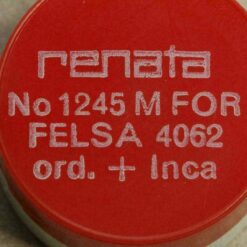 renata
No 1245 M FOR
FELSA 4062
ord. + Inca